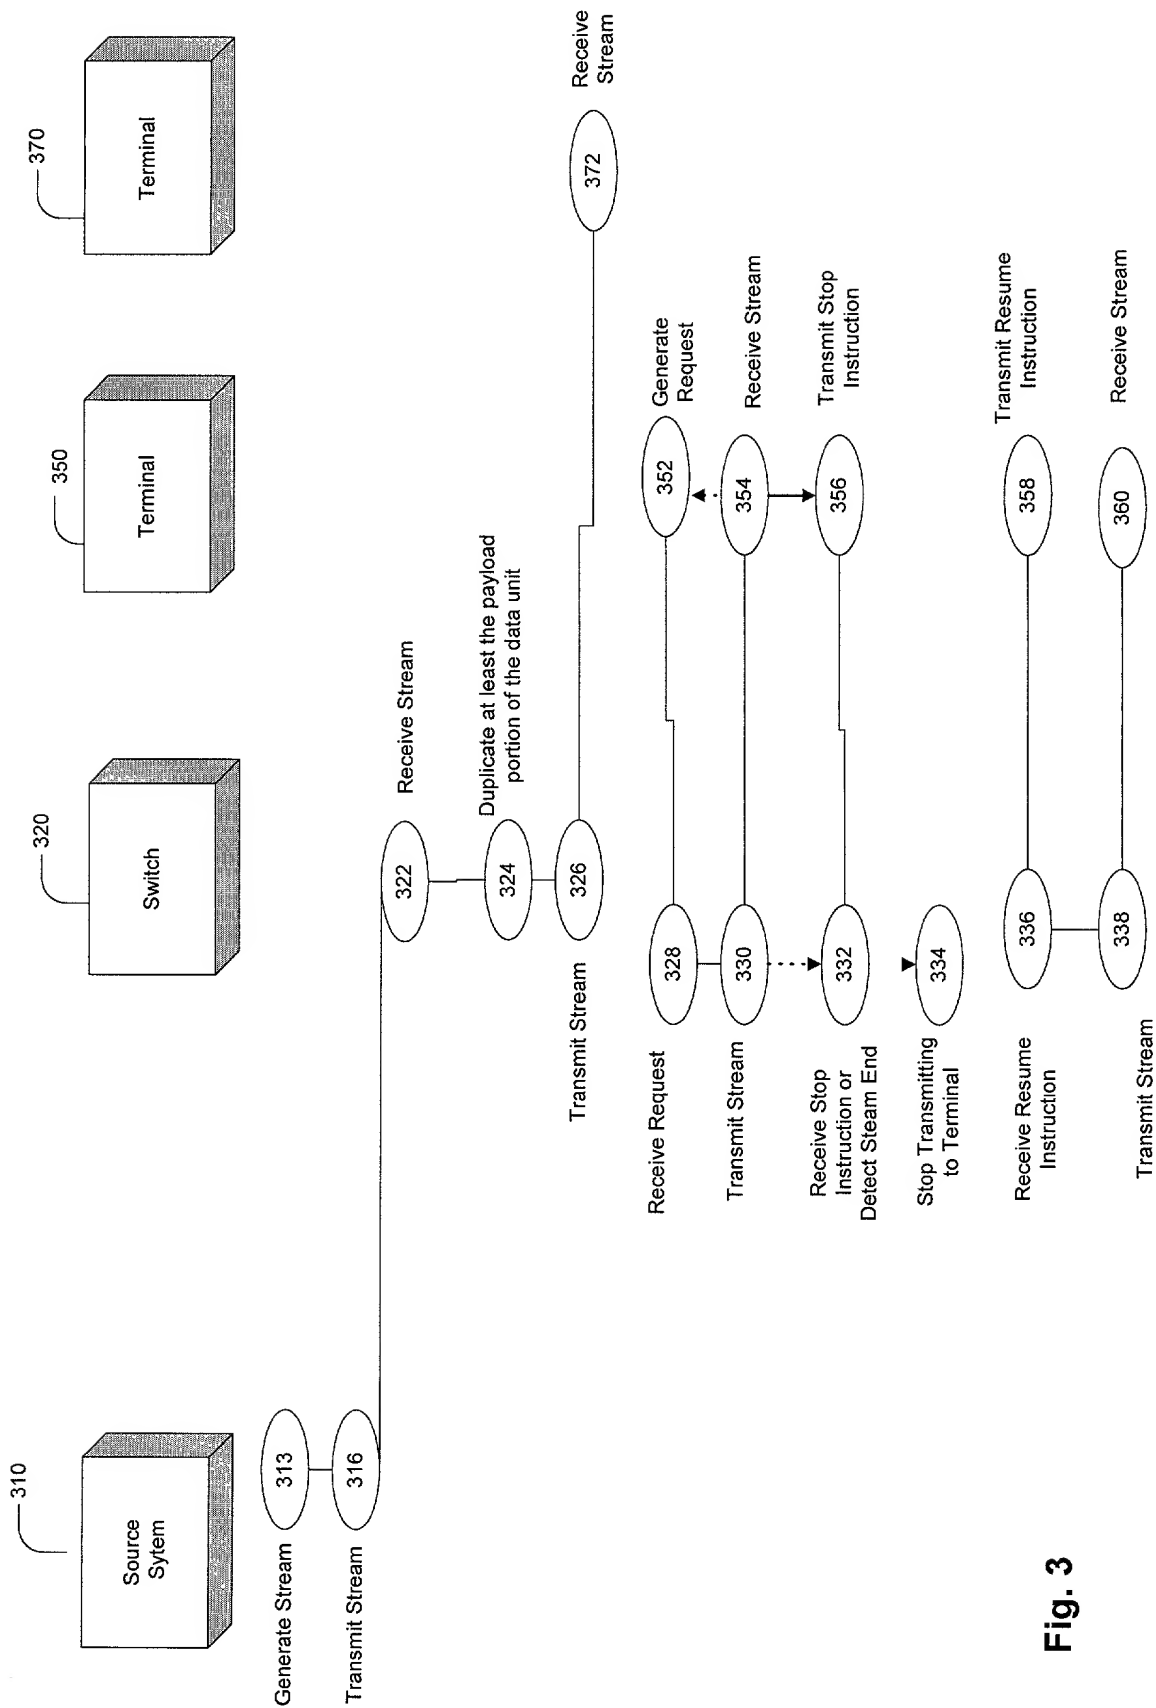 310
320
350
370
Source
Sytem
Switch
Terminal
Terminal
Generate Stream
313
Transmit Stream
316
322
Receive Stream
324
Duplicate at least the payload
portion of the data unit
Transmit Stream
326
372
Receive
Stream
Receive Request
328
352
Generate
Request
Transmit Stream
330
354
Receive Stream
Receive Stop
Instruction or
Detect Steam End
332
356
Transmit Stop
Instruction
Stop Transmitting
to Terminal
334
Receive Resume
Instruction
336
358
Transmit Resume
Instruction
Transmit Stream
338
360
Receive Stream
Fig. 3